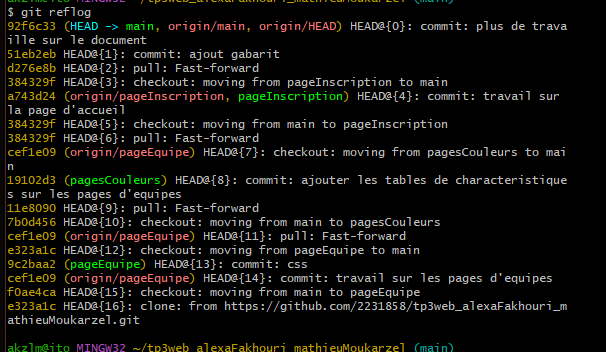 akzlm@ito MINGW32 ~/tp3web_alexaFakhouri_mathieuMoukarzel (main)
$ git reflog
92f6c33 (HEAD -> main, origin/main, origin/HEAD) HEAD@{0}: commit: plus de trava
ille sur le document
51eb2eb HEAD@{1}: commit: ajout gabarit
d276e8b HEAD@{2}: pull: Fast-forward
384329f HEAD@{3}: checkout: moving from pageInscription to main
a743d24 (origin/pageInscription, pageInscription) HEAD@{4}: commit: travail sur
la page d'accueil
384329f HEAD@{5}: checkout: moving from main to pageInscription
384329f HEAD@{6}: pull: Fast-forward
cef1e09 (origin/pageEquipe) HEAD@{7}: checkout: moving from pagesCouleurs to mai
n
19102d3 (pagesCouleurs) HEAD@{8}: commit: ajouter les tables de characteristique
s sur les pages d'equipes
11e8090 HEAD@{9}: pull: Fast-forward
7b0d456 HEAD@{10}: checkout: moving from main to pagesCouleurs
cef1e09 (origin/pageEquipe) HEAD@{11}: pull: Fast-forward
e323a1c HEAD@{12}: checkout: moving from pageEquipe to main
9c2baa2 (pageEquipe) HEAD@{13}: commit: css
cef1e09 (origin/pageEquipe) HEAD@{14}: commit: travail sur les pages d'equipes
f0ae4ca HEAD@{15}: checkout: moving from main to pageEquipe
e323a1c HEAD@{16}: clone: from https://github.com/2231858/tp3web_alexaFakhouri_m
athieuMoukarzel.git
akzlm@ito MINGW32 ~/tp3web_alexaFakhouri_mathieuMoukarzel (main)